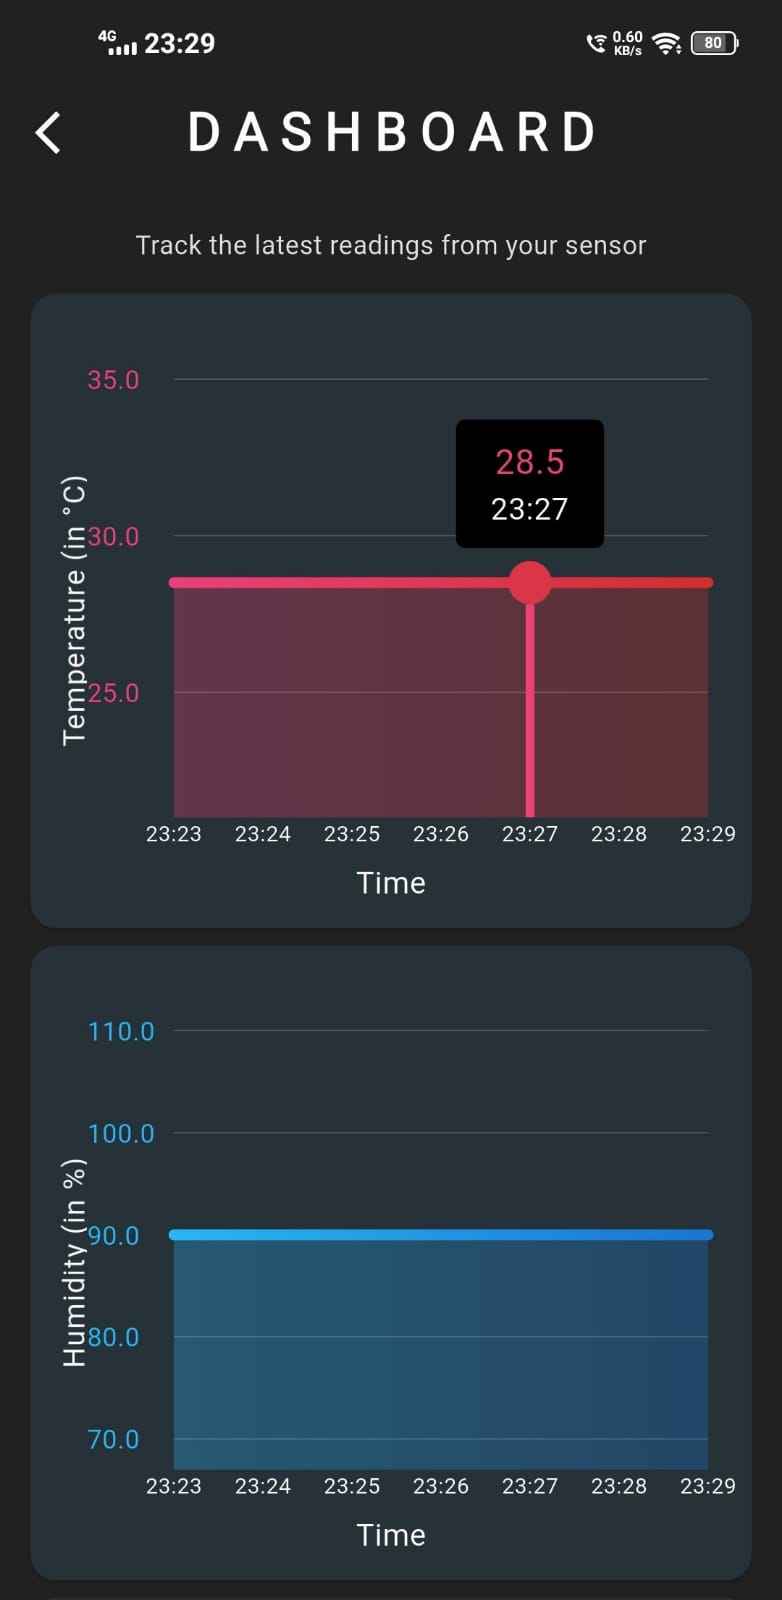 4G 23:29 0.60 KB/s 80
DASHBOARD
Track the latest readings from your sensor
35.0
28.5
23:27
30.0
25.0
Temperature (in °C)
23:23 23:24 23:25 23:26 23:27 23:28 23:29
Time
110.0
100.0
90.0
80.0
70.0
Humidity (in %)
23:23 23:24 23:25 23:26 23:27 23:28 23:29
Time